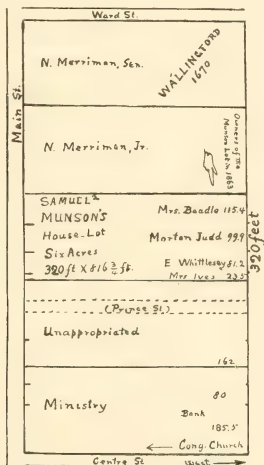 Ward St.
Main St.
N. Merriman, Sen.
WALLINGFORD
1670
N. Merriman, Jr.
Owners of the
Munson Lot in 1863
SAMUEL²
MUNSON'S
House-Lot
Six Acres
320 ft X 816 3/4 ft.
Mrs. Beadle 115.4
Morton Judd 99.9
E Whittlesey 81.2
Mrs Ives 23.5
320 feet
(Prince St.)
Unappropriated
162
Ministry
80
Bank
185.5
← Cong. Church
Centre St
West →